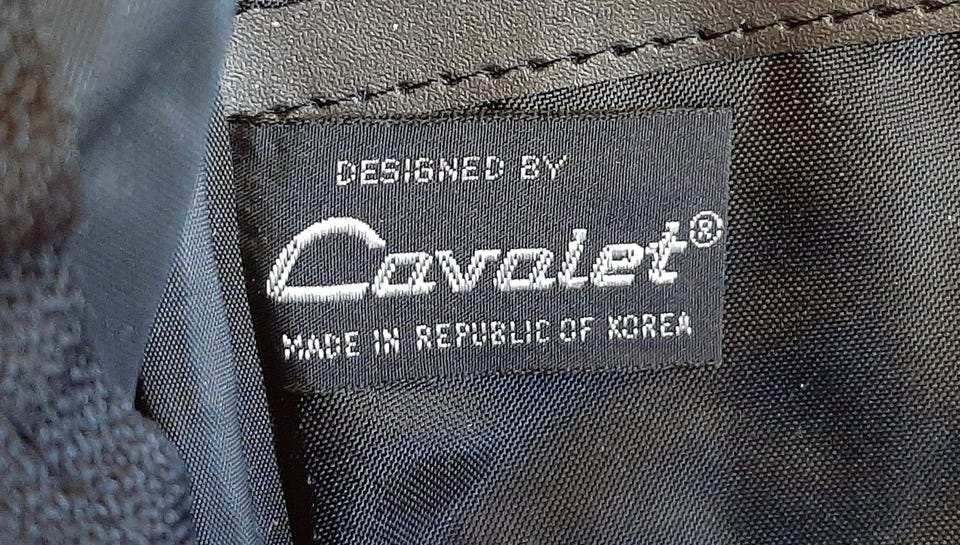 DESIGNED BY
Cavalet®
MADE IN REPUBLIC OF KOREA